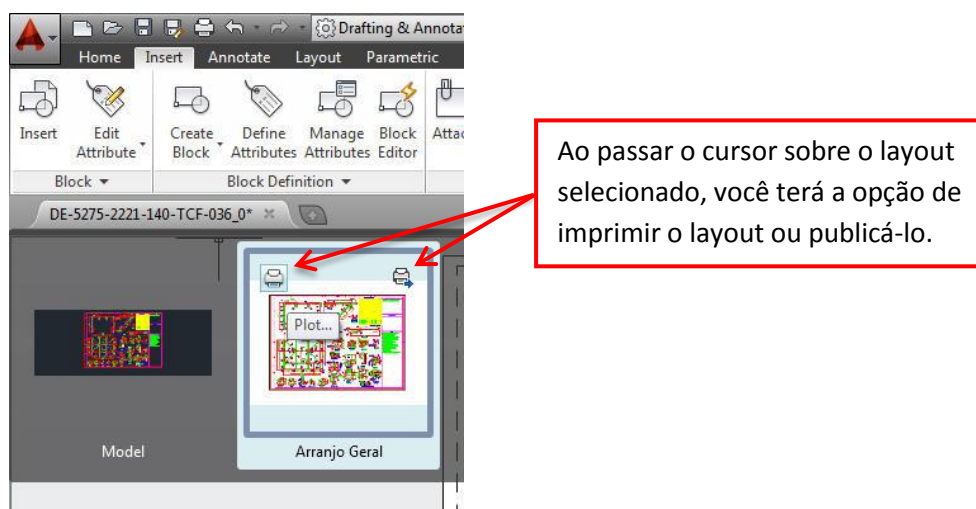 Drafting & Annota
Home Insert Annotate Layout Parametric
Insert Edit Attribute Create Block Define Attributes Manage Attributes Block Editor Attac
Block Block Definition
DE-5275-2221-140-TCF-036_0*
Ao passar o cursor sobre o layout
selecionado, você terá a opção de
imprimir o layout ou publicá-lo.
Plot...
Model Arranjo Geral